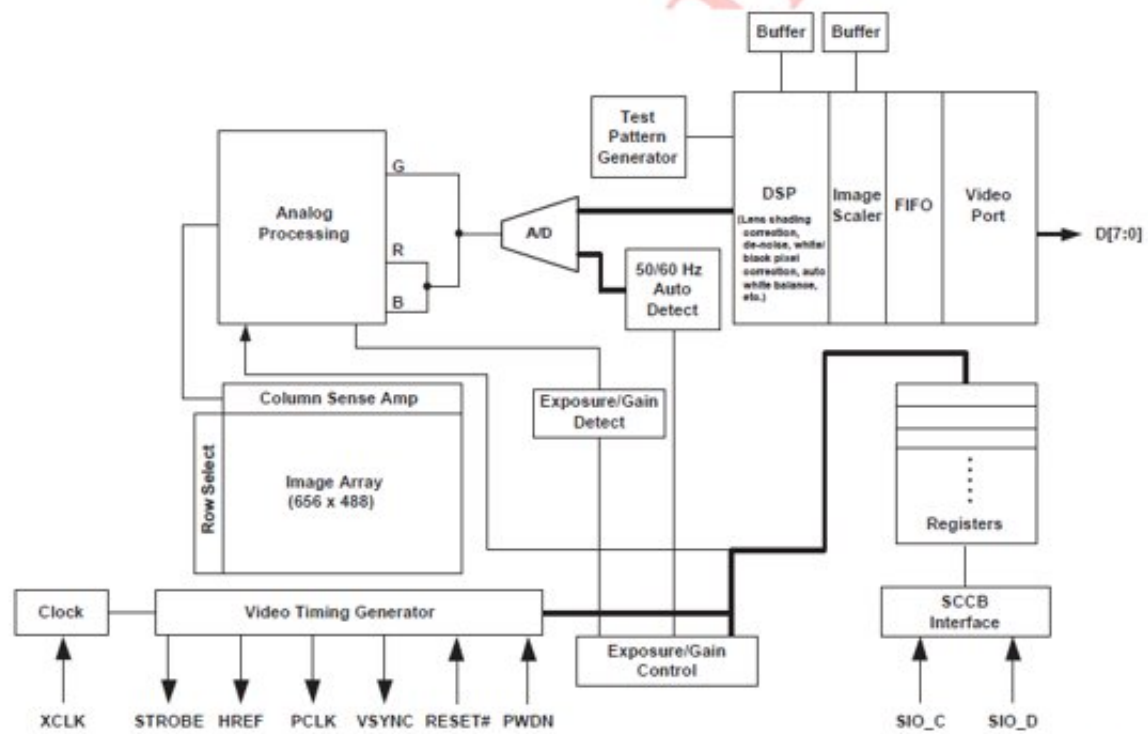 Buffer
Buffer
Test
Pattern
Generator
DSP
(Lens shading
correction,
de-noise, white/
black pixel
correction, auto
white balance,
etc.)
Image
Scaler
FIFO
Video
Port
D[7:0]
Analog
Processing
G
R
B
A/D
50/60 Hz
Auto
Detect
Column Sense Amp
Row Select
Image Array
(656 x 488)
Exposure/Gain
Detect
Registers
Clock
Video Timing Generator
Exposure/Gain
Control
SCCB
Interface
XCLK
STROBE
HREF
PCLK
VSYNC
RESET#
PWDN
SIO_C
SIO_D